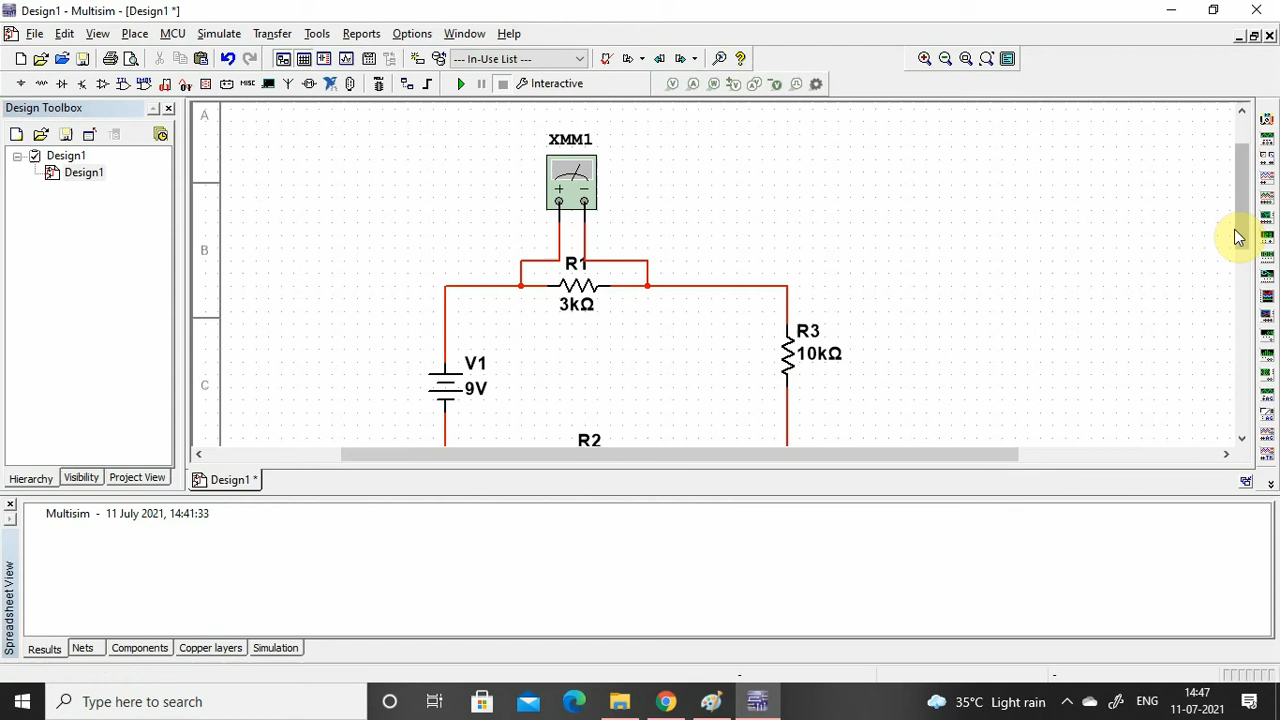 Design1 - Multisim - [Design1 *]
File Edit View Place MCU Simulate Transfer Tools Reports Options Window Help
--- In-Use List ---
MISC
Interactive
Design Toolbox
Design1
Design1
Hierarchy Visibility Project View
A
B
C
XMM1
+ −
R1
3kΩ
R3
10kΩ
V1
9V
R2
Design1 *
Multisim - 11 July 2021, 14:41:33
Spreadsheet View
Results Nets Components Copper layers Simulation
- -
Type here to search
35°C Light rain
ENG
14:47
11-07-2021